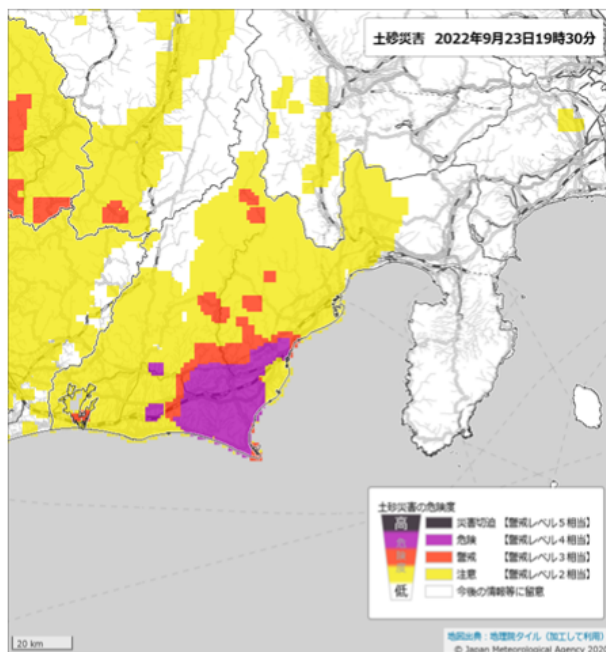 土砂災害 2022年9月23日19時30分
土砂災害の危険度
高
危険度
低
災害切迫 【警戒レベル5相当】
危険 【警戒レベル4相当】
警戒 【警戒レベル3相当】
注意 【警戒レベル2相当】
今後の情報等に留意
20 km
地図出典：地理院タイル（加工して利用）
© Japan Meteorological Agency 2020